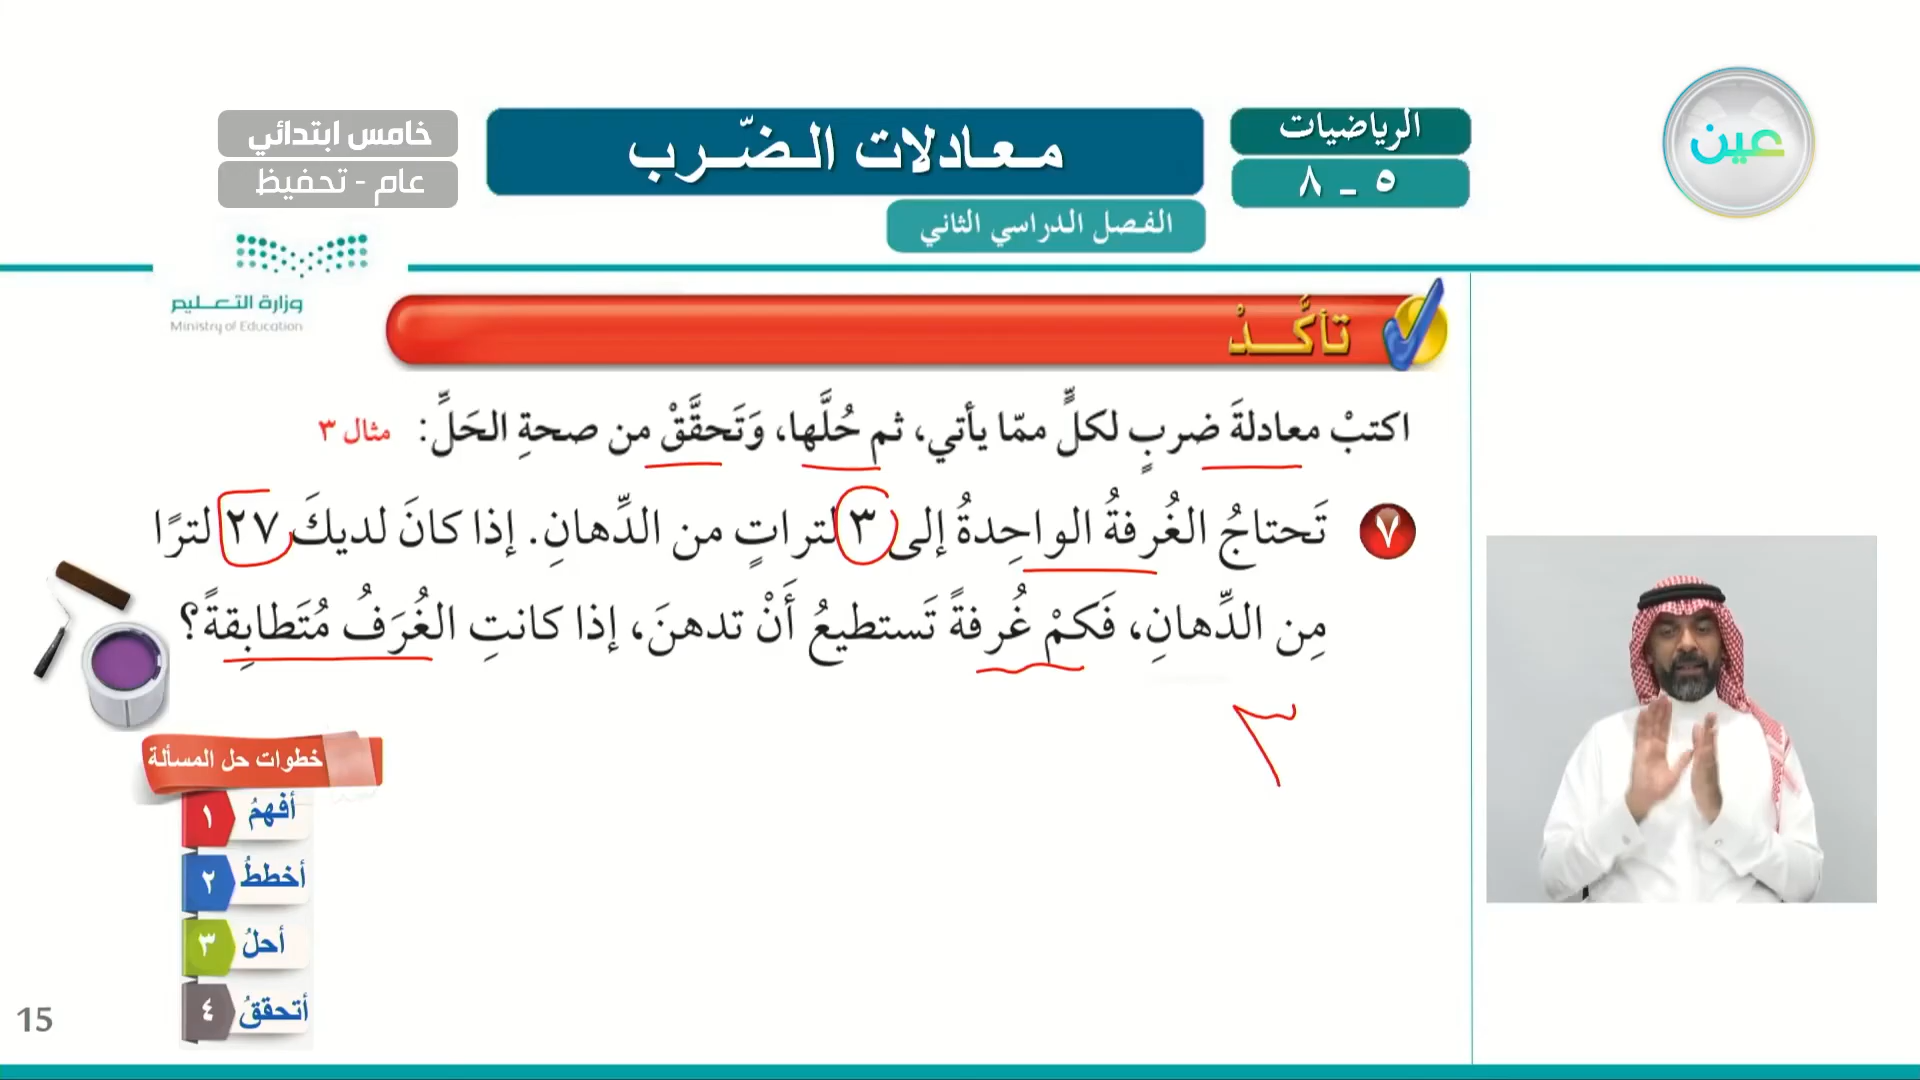 عين
الرياضيات
٥ - ٨
معادلات الضّرب
الفصل الدراسي الثاني
خامس ابتدائي
عام - تحفيظ
وزارة التعليم
Ministry of Education
تأكَّدْ
اكتبْ معادلةَ ضربٍ لكلٍّ ممّا يأتي، ثم حُلَّها، وَتَحقَّقْ من صحةِ الحَلِّ: مثال ٣
٧ تَحتاجُ الغُرفةُ الواحِدةُ إلى ٣ لتراتٍ من الدِّهانِ. إذا كانَ لديكَ ٢٧ لترًا
مِن الدِّهانِ، فَكمْ غُرفةً تَستطيعُ أَنْ تدهنَ، إذا كانتِ الغُرَفُ مُتَطابِقةً؟
٣
خطوات حل المسألة
١ أفهمُ
٢ أخططُ
٣ أحلُ
٤ أتحققُ
15